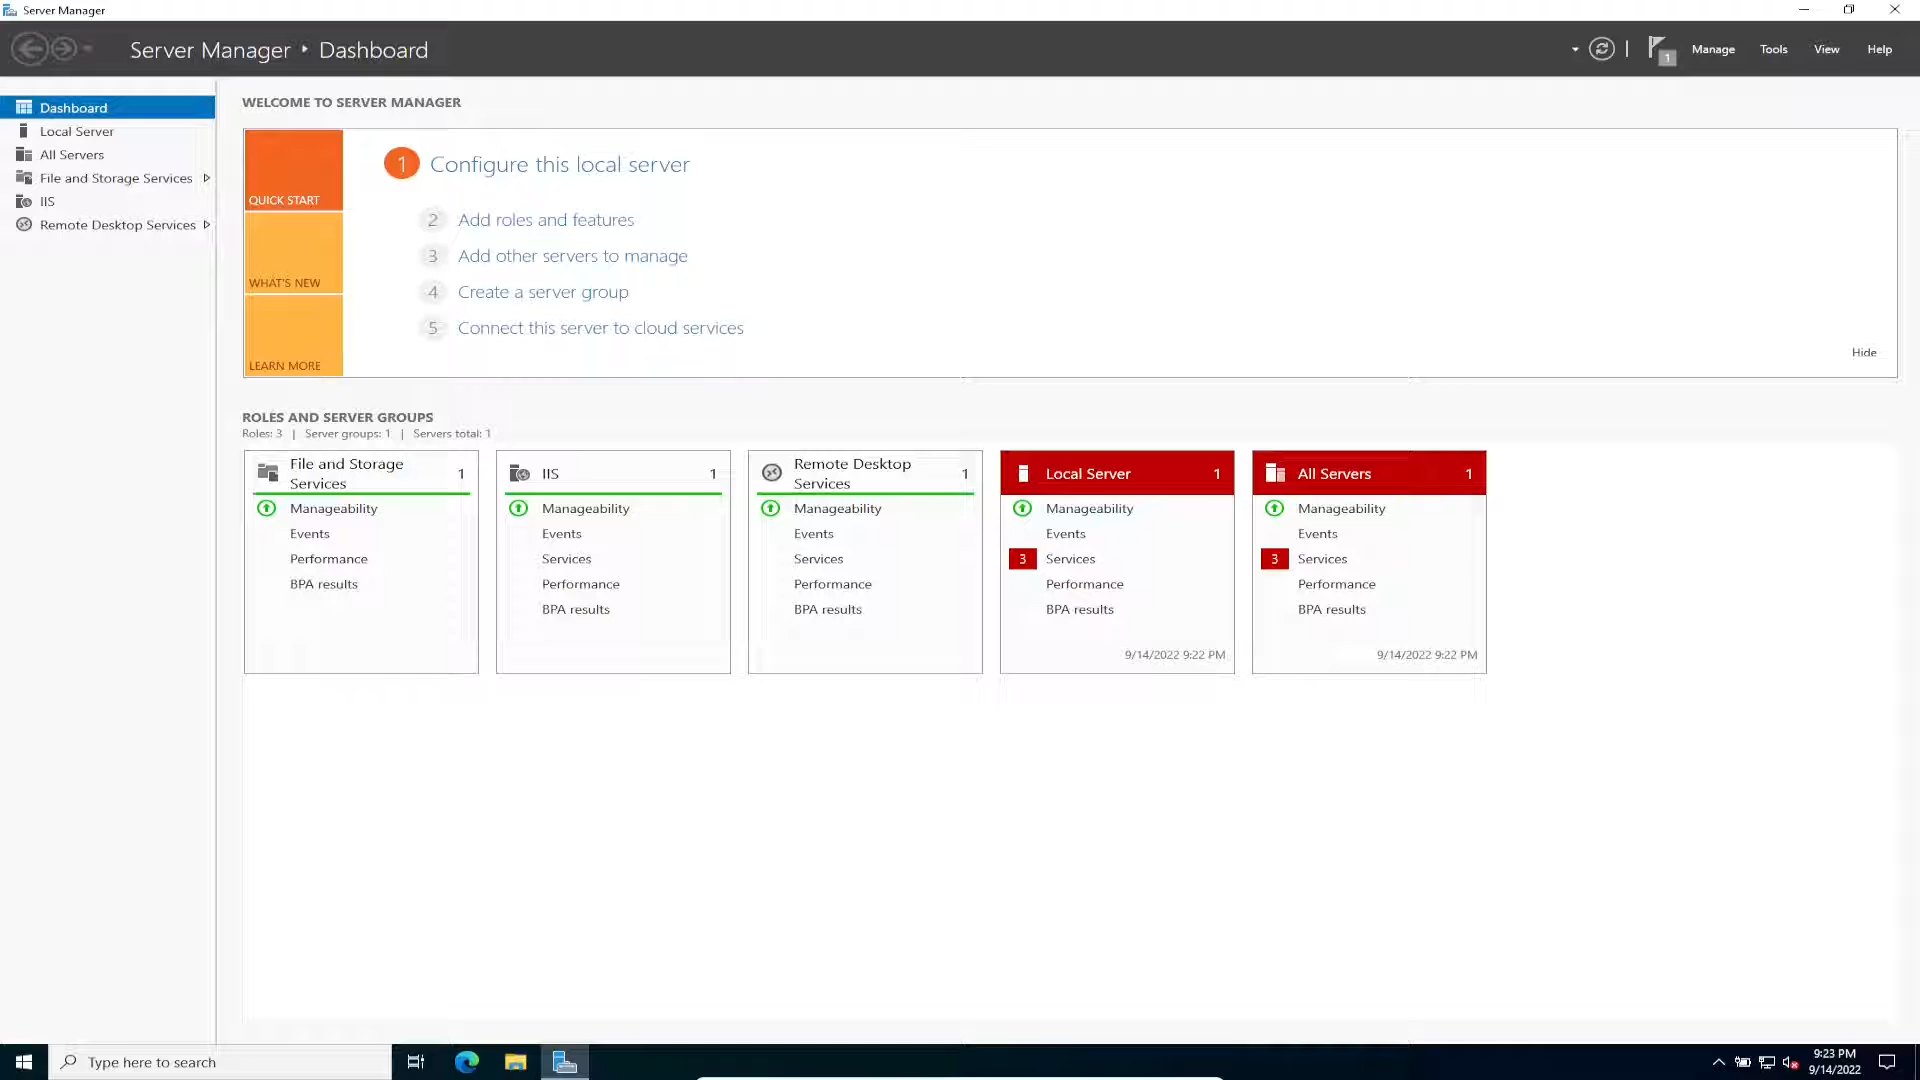 Server Manager
Server Manager • Dashboard
1
Manage
Tools
View
Help
Dashboard
Local Server
All Servers
File and Storage Services
IIS
Remote Desktop Services
WELCOME TO SERVER MANAGER
QUICK START
WHAT'S NEW
LEARN MORE
1 Configure this local server
2 Add roles and features
3 Add other servers to manage
4 Create a server group
5 Connect this server to cloud services
Hide
ROLES AND SERVER GROUPS
Roles: 3 | Server groups: 1 | Servers total: 1
File and Storage
Services
1
Manageability
Events
Performance
BPA results
IIS 1
Manageability
Events
Services
Performance
BPA results
Remote Desktop
Services
1
Manageability
Events
Services
Performance
BPA results
Local Server 1
Manageability
Events
3 Services
Performance
BPA results
9/14/2022 9:22 PM
All Servers 1
Manageability
Events
3 Services
Performance
BPA results
9/14/2022 9:22 PM
Type here to search
9:23 PM
9/14/2022